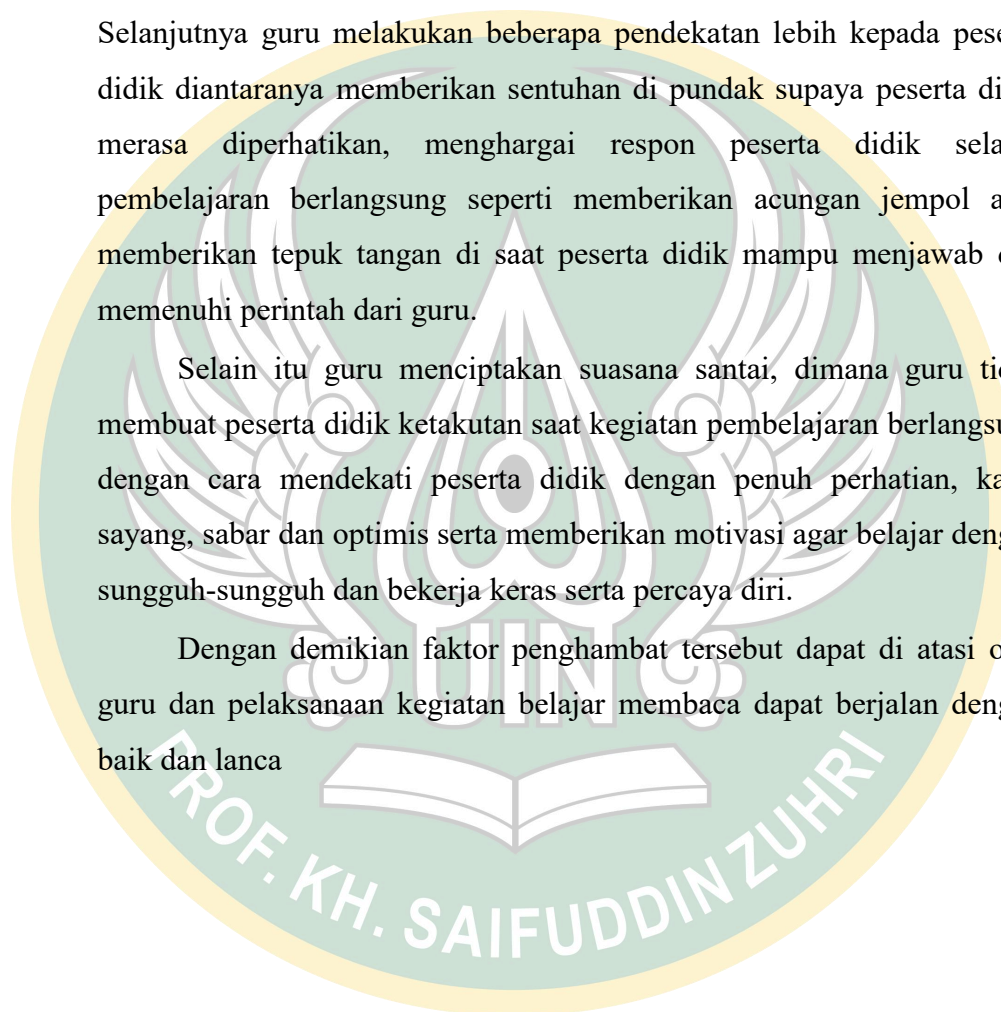 Selanjutnya guru melakukan beberapa pendekatan lebih kepada pese
didik diantaranya memberikan sentuhan di pundak supaya peserta di
merasa diperhatikan, menghargai respon peserta didik sela
pembelajaran berlangsung seperti memberikan acungan jempol a
memberikan tepuk tangan di saat peserta didik mampu menjawab
memenuhi perintah dari guru.
Selain itu guru menciptakan suasana santai, dimana guru tic
membuat peserta didik ketakutan saat kegiatan pembelajaran berlangsu
dengan cara mendekati peserta didik dengan penuh perhatian, ka
sayang, sabar dan optimis serta memberikan motivasi agar belajar deng
sungguh-sungguh dan bekerja keras serta percaya diri.
Dengan demikian faktor penghambat tersebut dapat di atasi o
guru dan pelaksanaan kegiatan belajar membaca dapat berjalan deng
baik dan lanca
UIN
PROF. KH. SAIFUDDIN ZUHRI